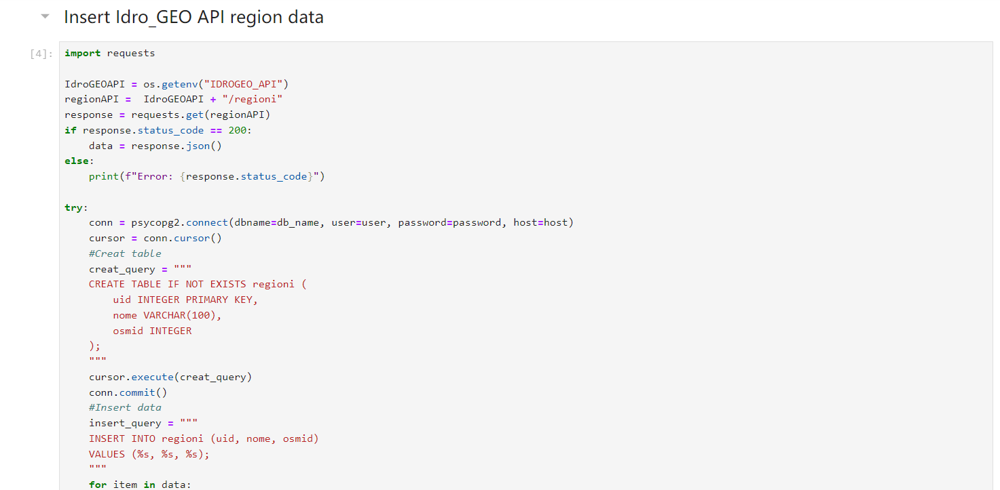 Insert Idro_GEO API region data
[4]:
import requests
IdroGEOAPI = os.getenv("IDROGEO_API")
regionAPI =  IdroGEOAPI + "/regioni"
response = requests.get(regionAPI)
if response.status_code == 200:
    data = response.json()
else:
    print(f"Error: {response.status_code}")
try:
    conn = psycopg2.connect(dbname=db_name, user=user, password=password, host=host)
    cursor = conn.cursor()
    #Creat table
    creat_query = """
    CREATE TABLE IF NOT EXISTS regioni (
        uid INTEGER PRIMARY KEY,
        nome VARCHAR(100),
        osmid INTEGER
    );
    """
    cursor.execute(creat_query)
    conn.commit()
    #Insert data
    insert_query = """
    INSERT INTO regioni (uid, nome, osmid)
    VALUES (%s, %s, %s);
    """
    for item in data: